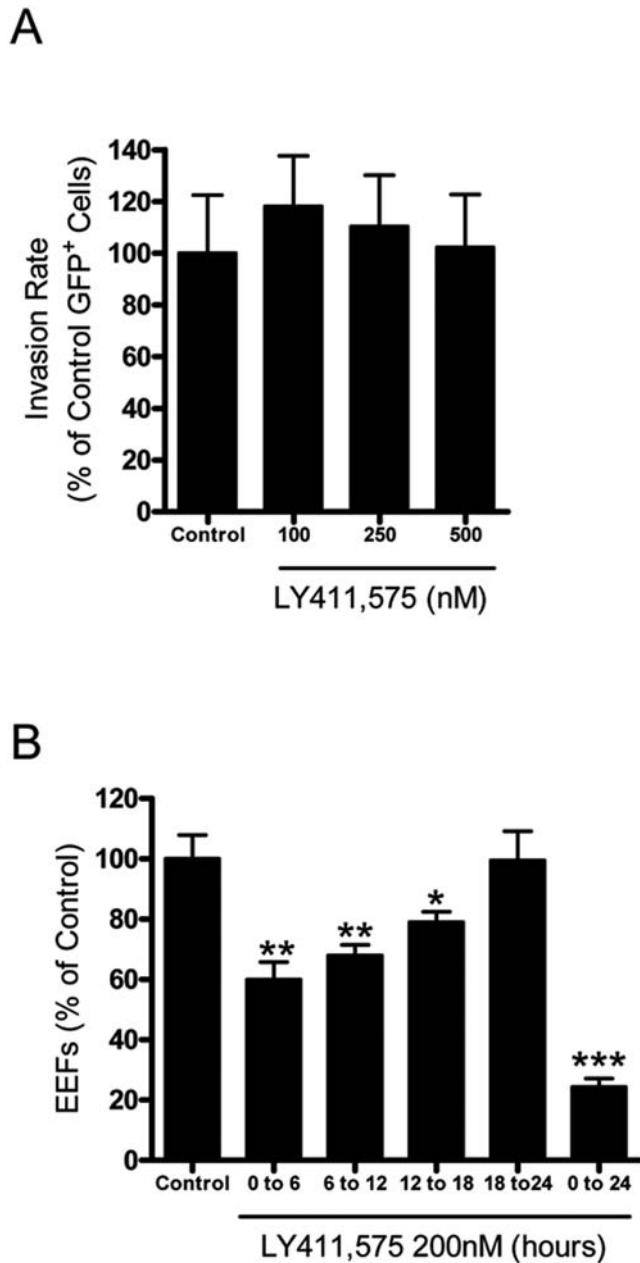 A
Invasion Rate
(% of Control GFP+ Cells)
140
120
100
80
60
40
20
0
Control 100 250 500
LY411,575 (nM)
B
EEFs (% of Control)
120
100
80
60
40
20
0
** ** * ***
Control 0 to 6 6 to 12 12 to 18 18 to24 0 to 24
LY411,575 200nM (hours)